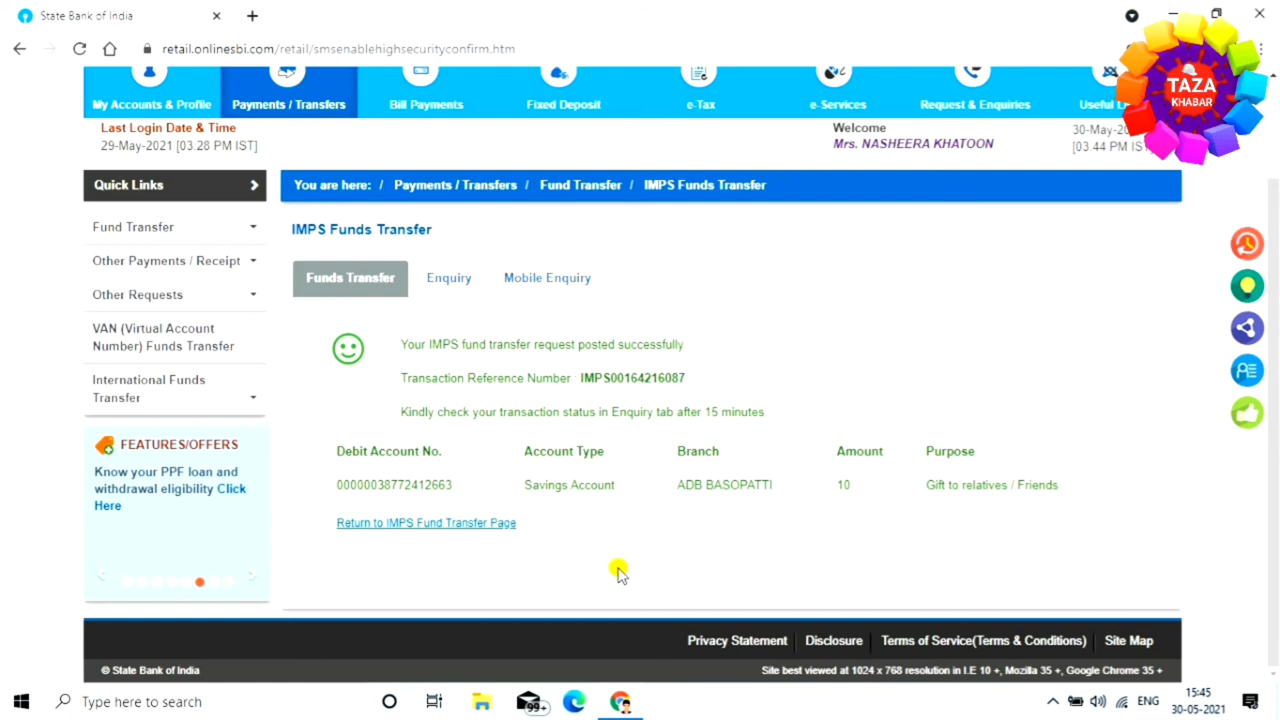 State Bank of India
retail.onlinesbi.com/retail/smsenablehighsecurityconfirm.htm
TAZA
KHABAR
My Accounts & Profile
Payments / Transfers
Bill Payments
Fixed Deposit
e-Tax
e-Services
Request & Enquiries
Useful
Last Login Date & Time
29-May-2021 [03.28 PM IST]
Welcome
Mrs. NASHEERA KHATOON
30-May-20
[03.44 PM IST
Quick Links
You are here: / Payments / Transfers / Fund Transfer / IMPS Funds Transfer
Fund Transfer
Other Payments / Receipt
Other Requests
VAN (Virtual Account
Number) Funds Transfer
International Funds
Transfer
IMPS Funds Transfer
Funds Transfer
Enquiry
Mobile Enquiry
Your IMPS fund transfer request posted successfully
Transaction Reference Number IMPS00164216087
Kindly check your transaction status in Enquiry tab after 15 minutes
Debit Account No. Account Type Branch Amount Purpose
00000038772412663 Savings Account ADB BASOPATTI 10 Gift to relatives / Friends
Return to IMPS Fund Transfer Page
FEATURES/OFFERS
Know your PPF loan and
withdrawal eligibility Click
Here
Privacy Statement
Disclosure
Terms of Service(Terms & Conditions)
Site Map
© State Bank of India
Site best viewed at 1024 x 768 resolution in I.E 10 +, Mozilla 35 +, Google Chrome 35 +
Type here to search
99+
ENG
15:45
30-05-2021